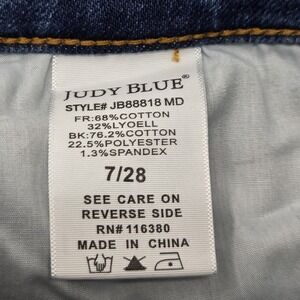 JUDY BLUE®
STYLE# JB88818 MD
FR:68%COTTON
32%LYOELL
BK:76.2%COTTON
22.5%POLYESTER
1.3%SPANDEX
7/28
SEE CARE ON
REVERSE SIDE
RN# 116380
MADE IN CHINA